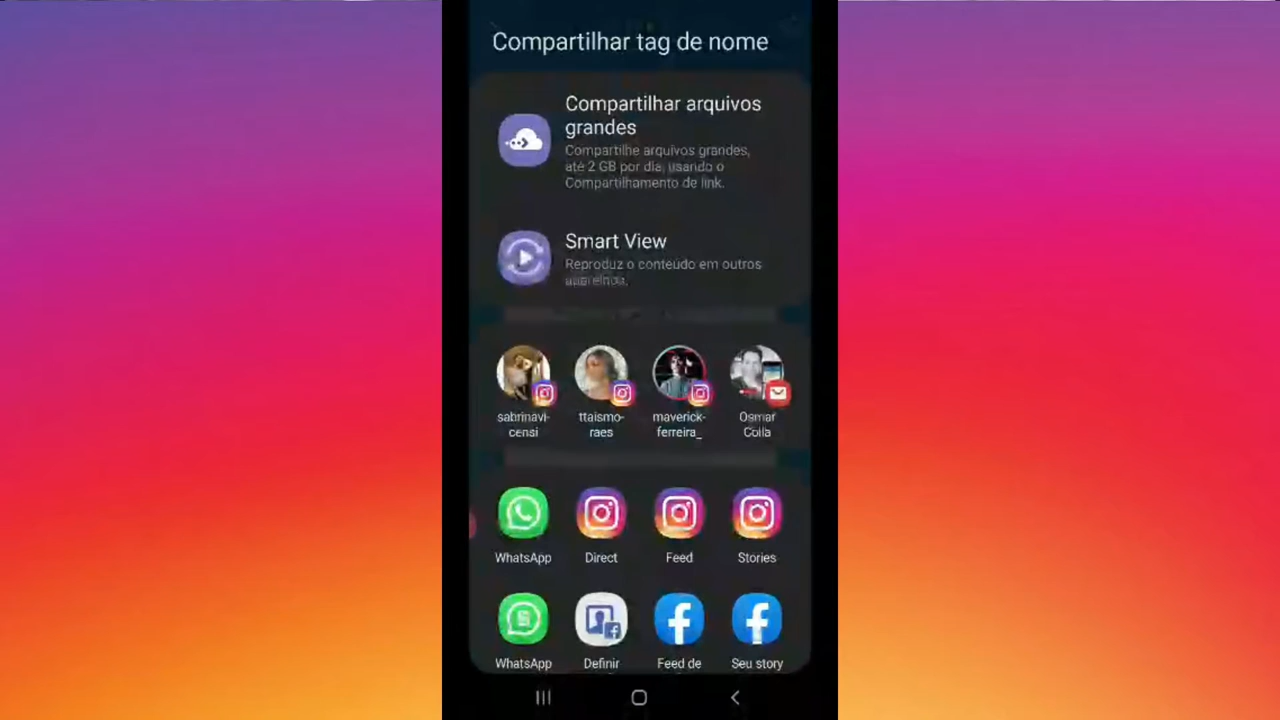 Compartilhar tag de nome
Compartilhar arquivos
grandes
Compartilhe arquivos grandes,
até 2 GB por dia, usando o
Compartilhamento de link.
Smart View
Reproduz o conteúdo em outros
sabrinavi-
censi
ttaismo-
raes
maverick-
ferreira_
Osmar
Colla
WhatsApp
Direct
Feed
Stories
WhatsApp
Definir
Feed de
Seu story